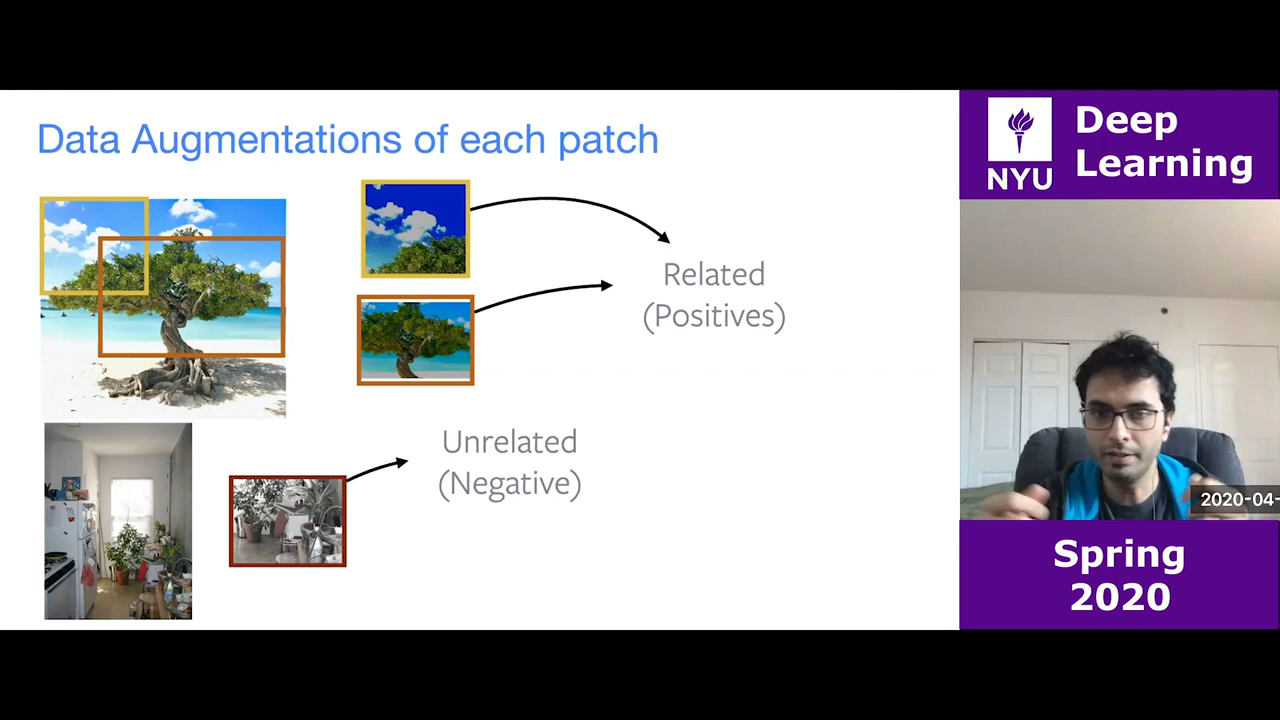 Data Augmentations of each patch
Related
(Positives)
Unrelated
(Negative)
NYU
Deep
Learning
2020-04-
Spring
2020